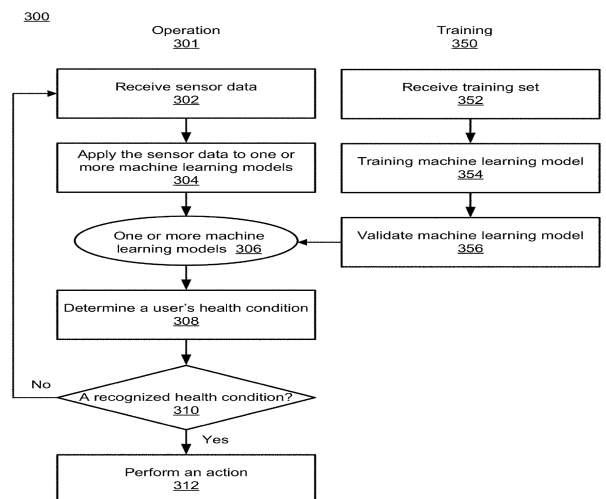 300
Operation
301
Training
350
Receive sensor data
302
Receive training set
352
Apply the sensor data to one or
more machine learning models
304
Training machine learning model
354
One or more machine
learning models 306
Validate machine learning model
356
Determine a user's health condition
308
No
A recognized health condition?
310
Yes
Perform an action
312